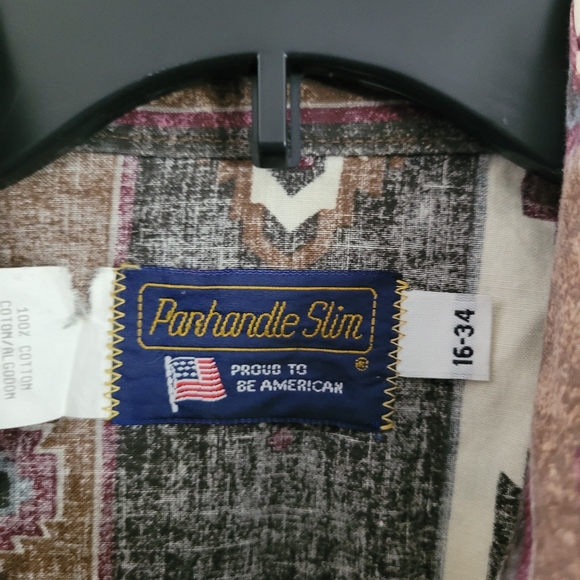 Panhandle Slim
®
PROUD TO
BE AMERICAN
16-34
100% COTTON
COTON/ALGODON